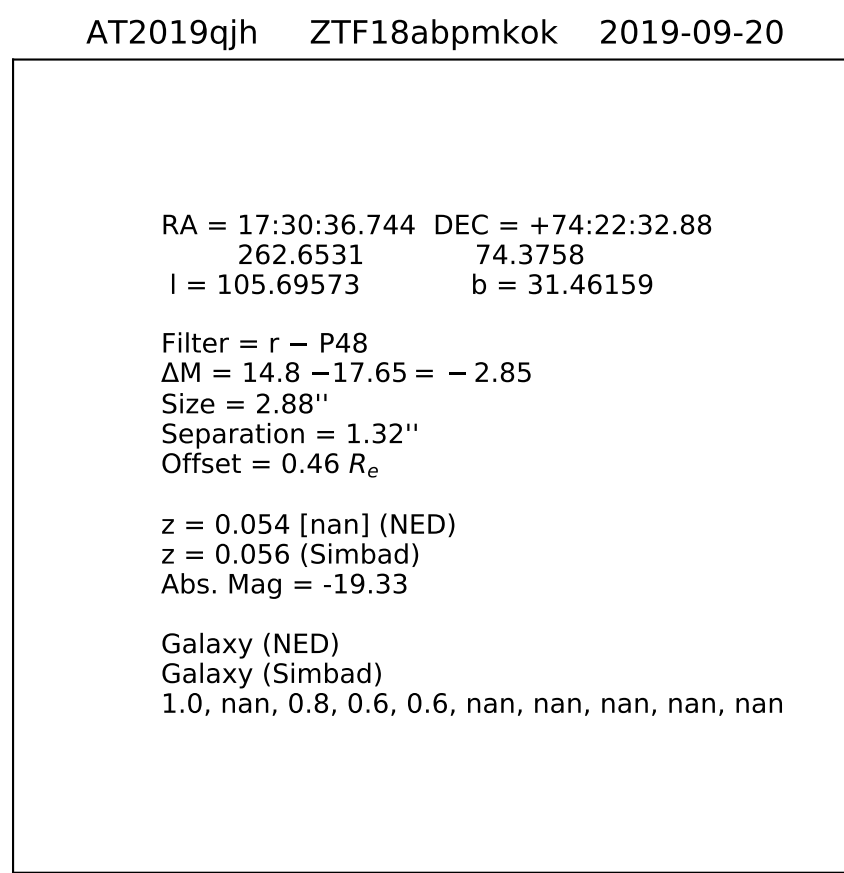 AT2019qjh ZTF18abpmkok 2019-09-20
RA = 17:30:36.744 DEC = +74:22:32.88
262.6531 74.3758
l = 105.69573 b = 31.46159
Filter = r − P48
ΔM = 14.8 −17.65 = − 2.85
Size = 2.88''
Separation = 1.32''
Offset = 0.46 Rₑ
z = 0.054 [nan] (NED)
z = 0.056 (Simbad)
Abs. Mag = -19.33
Galaxy (NED)
Galaxy (Simbad)
1.0, nan, 0.8, 0.6, 0.6, nan, nan, nan, nan, nan